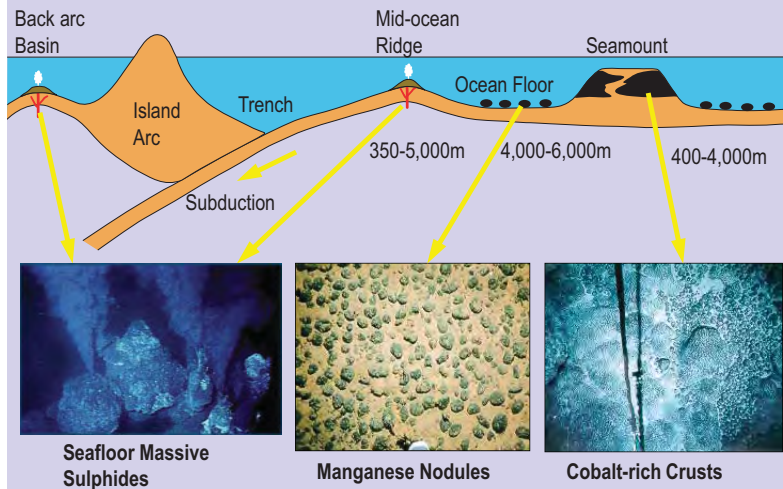 Back arc
Basin
Mid-ocean
Ridge
Seamount
Ocean Floor
Trench
Island
Arc
350-5,000m
4,000-6,000m
400-4,000m
Subduction
Seafloor Massive
Sulphides
Manganese Nodules
Cobalt-rich Crusts